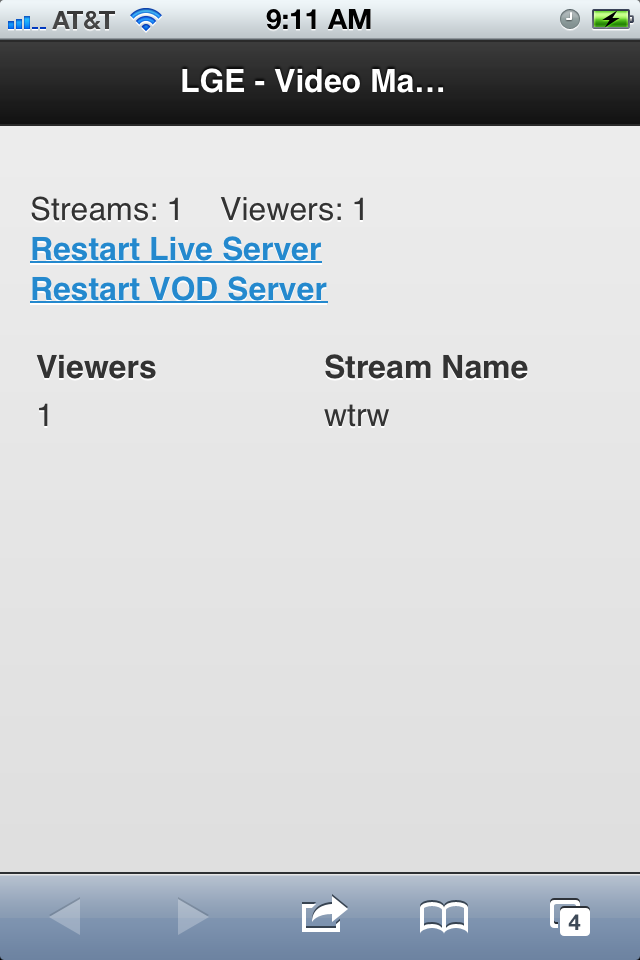 AT&T 9:11 AM
LGE - Video Ma...
Streams: 1 Viewers: 1
Restart Live Server
Restart VOD Server
Viewers Stream Name
1 wtrw
4